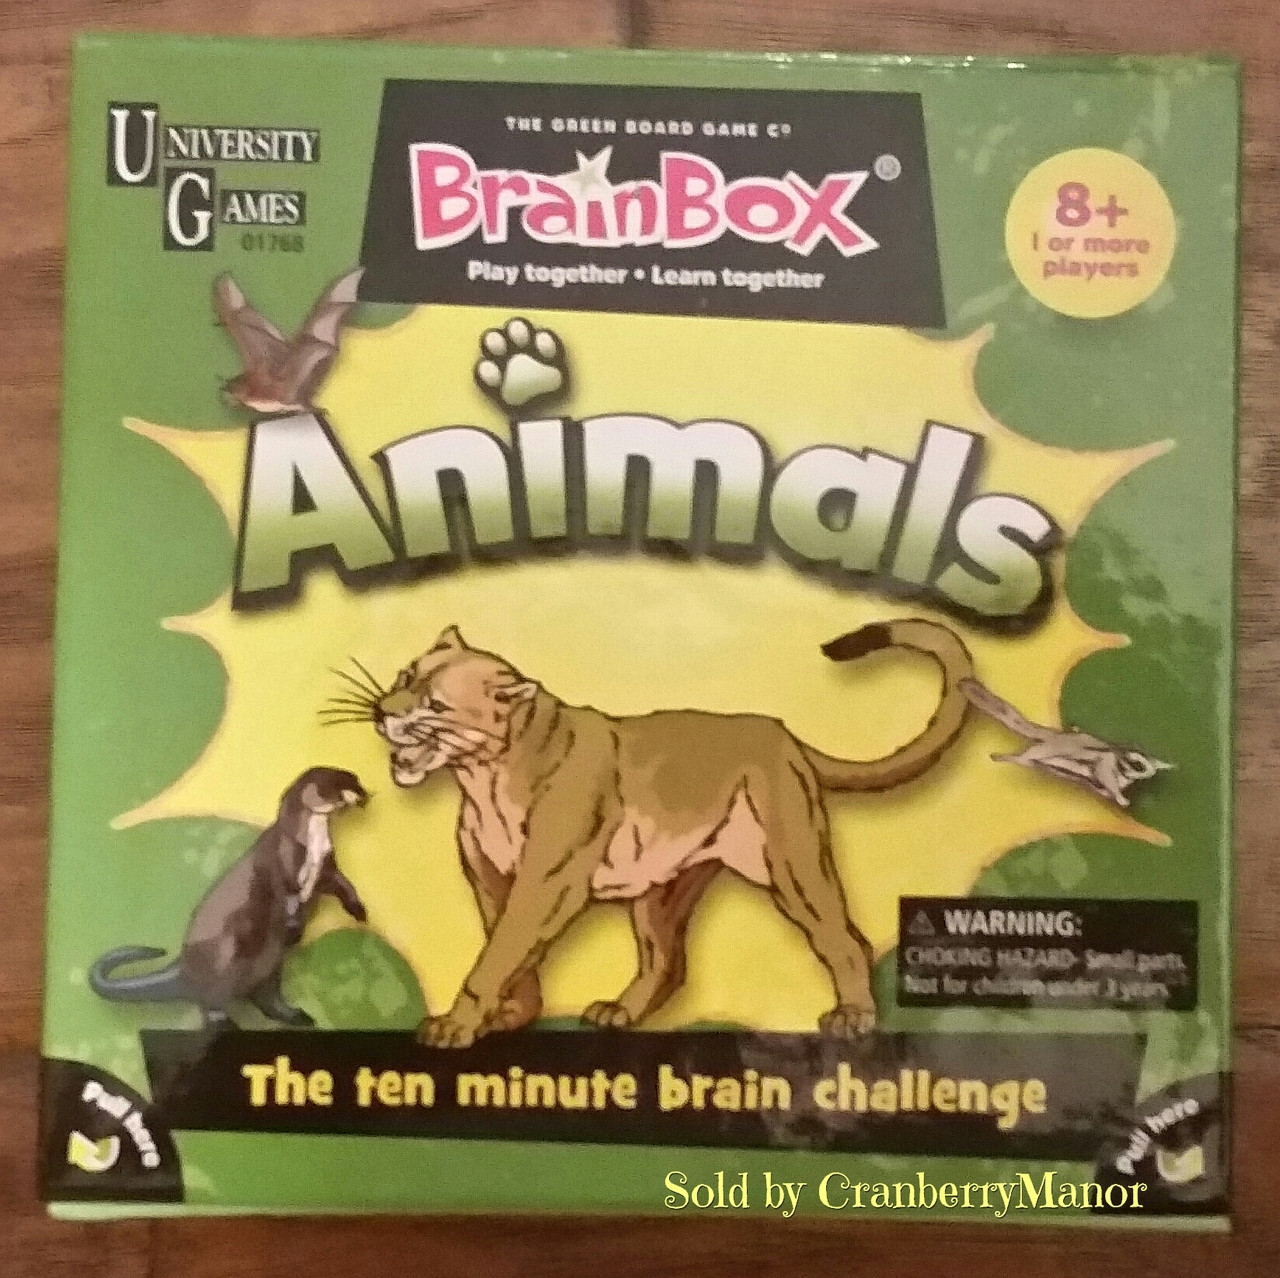 UNIVERSITY
GAMES
01768
THE GREEN BOARD GAME Cº
BrainBox®
Play together • Learn together
8+
1 or more
players
Animals
WARNING:
CHOKING HAZARD- Small parts.
Not for children under 3 years
The ten minute brain challenge
Pull here
Pull here
Sold by CranberryManor